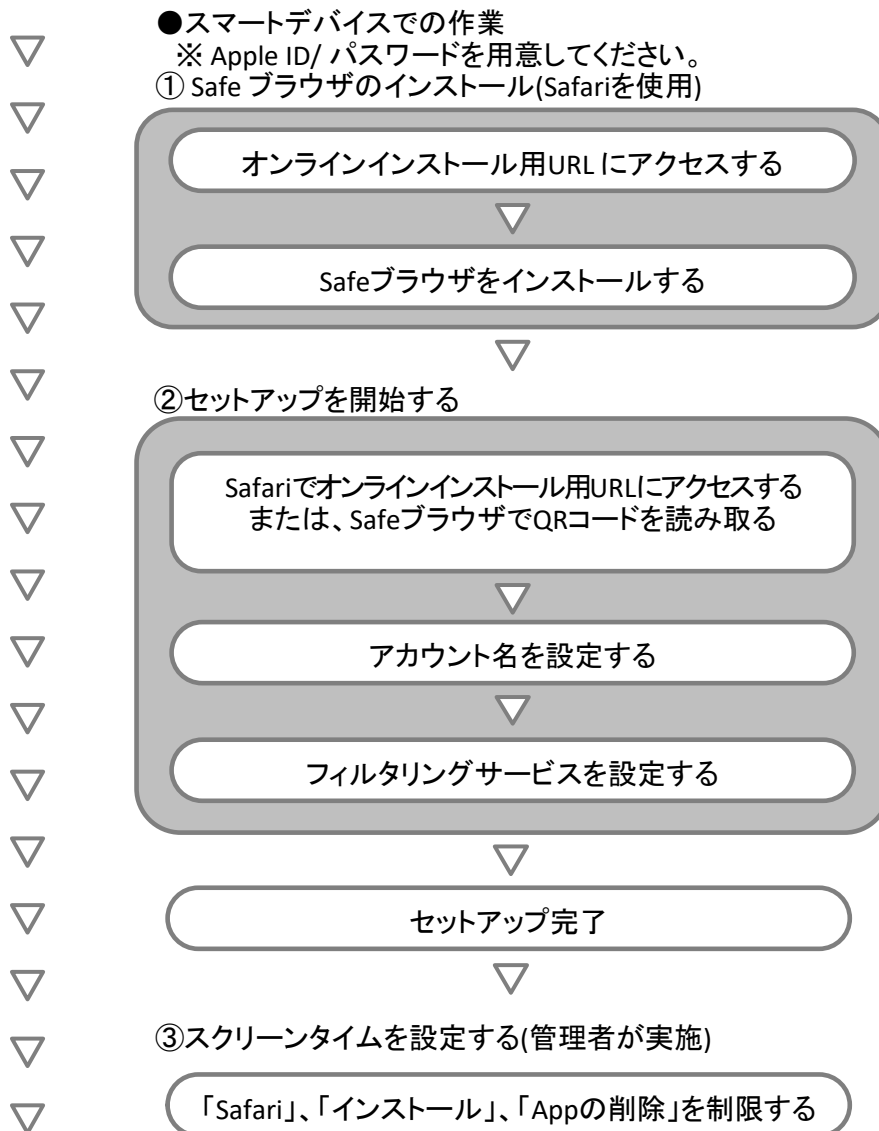 ●スマートデバイスでの作業
※ Apple ID/ パスワードを用意してください。
① Safe ブラウザのインストール(Safariを使用)
オンラインインストール用URL にアクセスする
Safeブラウザをインストールする
②セットアップを開始する
Safariでオンラインインストール用URLにアクセスする
または、SafeブラウザでQRコードを読み取る
アカウント名を設定する
フィルタリングサービスを設定する
セットアップ完了
③スクリーンタイムを設定する(管理者が実施)
「Safari」、「インストール」、「Appの削除」を制限する